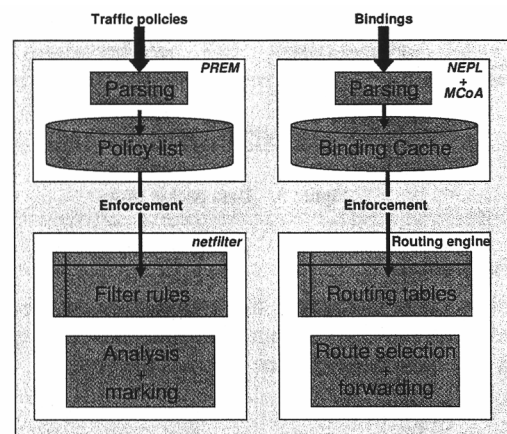 Traffic policies
Bindings
PREM
Parsing
Policy list
NEPL
+
MCoA
Parsing
Binding Cache
Enforcement
Enforcement
netfilter
Filter rules
Analysis
+
marking
Routing engine
Routing tables
Route selection
+
forwarding